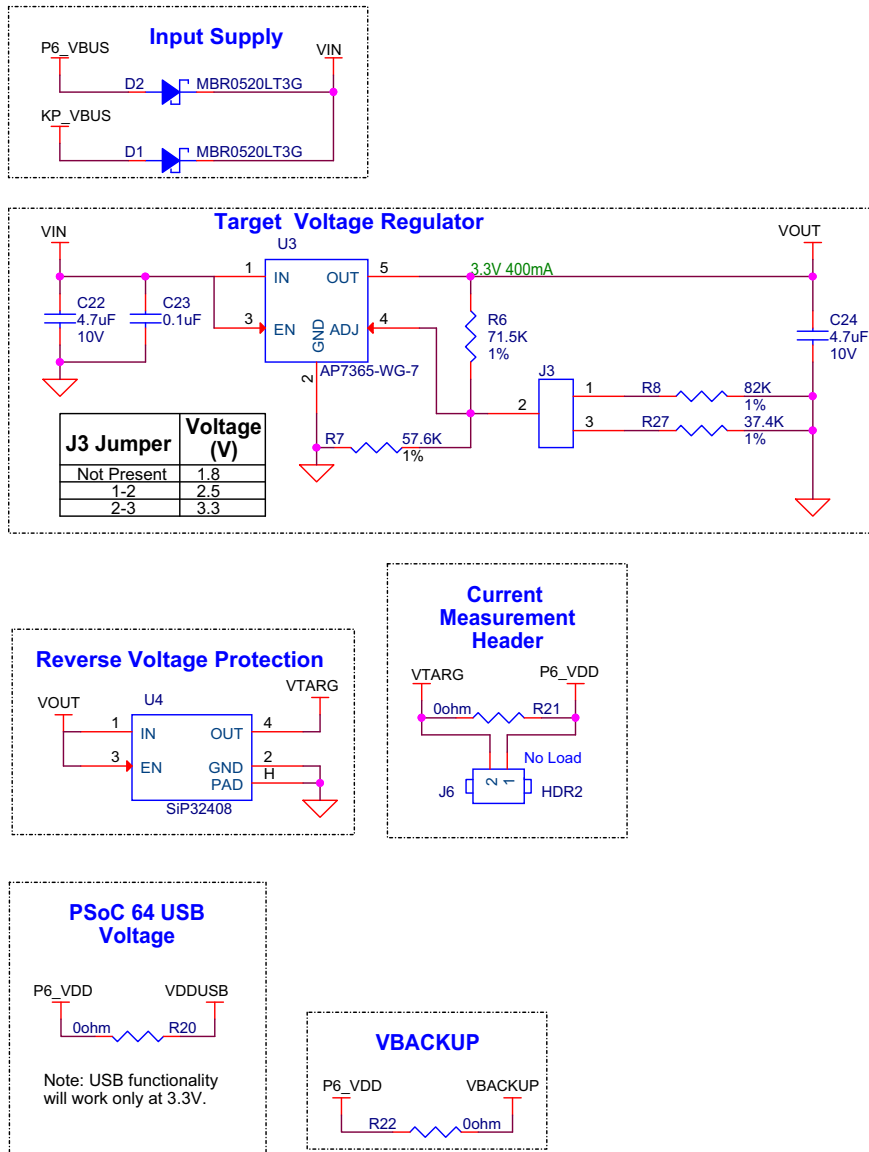 Input Supply
P6_VBUS
VIN
D2
MBR0520LT3G
KP_VBUS
D1
MBR0520LT3G
Target Voltage Regulator
VIN
U3
VOUT
1
IN
OUT
5
3.3V 400mA
C22
4.7uF
10V
C23
0.1uF
3
EN
GND
ADJ
4
2
AP7365-WG-7
R6
71.5K
1%
C24
4.7uF
10V
J3
2
1
R8
82K
1%
3
R27
37.4K
1%
R7
57.6K
1%
J3 Jumper Voltage
(V)
Not Present 1.8
1-2 2.5
2-3 3.3
Current
Measurement
Header
VTARG
P6_VDD
0ohm
R21
No Load
2
1
J6
HDR2
Reverse Voltage Protection
VOUT
U4
VTARG
1
IN
OUT
4
3
EN
GND
2
PAD
H
SiP32408
PSoC 64 USB
Voltage
P6_VDD
VDDUSB
0ohm
R20
Note: USB functionality
will work only at 3.3V.
VBACKUP
P6_VDD
VBACKUP
R22
0ohm